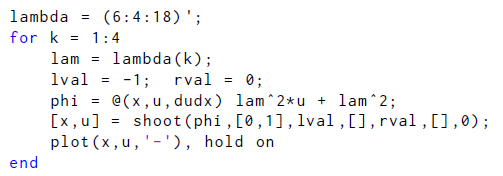 lambda = (6:4:18)';
for k = 1:4
    lam = lambda(k);
    lval = -1;  rval = 0;
    phi = @(x,u,dudx) lam^2*u + lam^2;
    [x,u] = shoot(phi,[0,1],lval,[],rval,[],0);
    plot(x,u,'-'), hold on
end